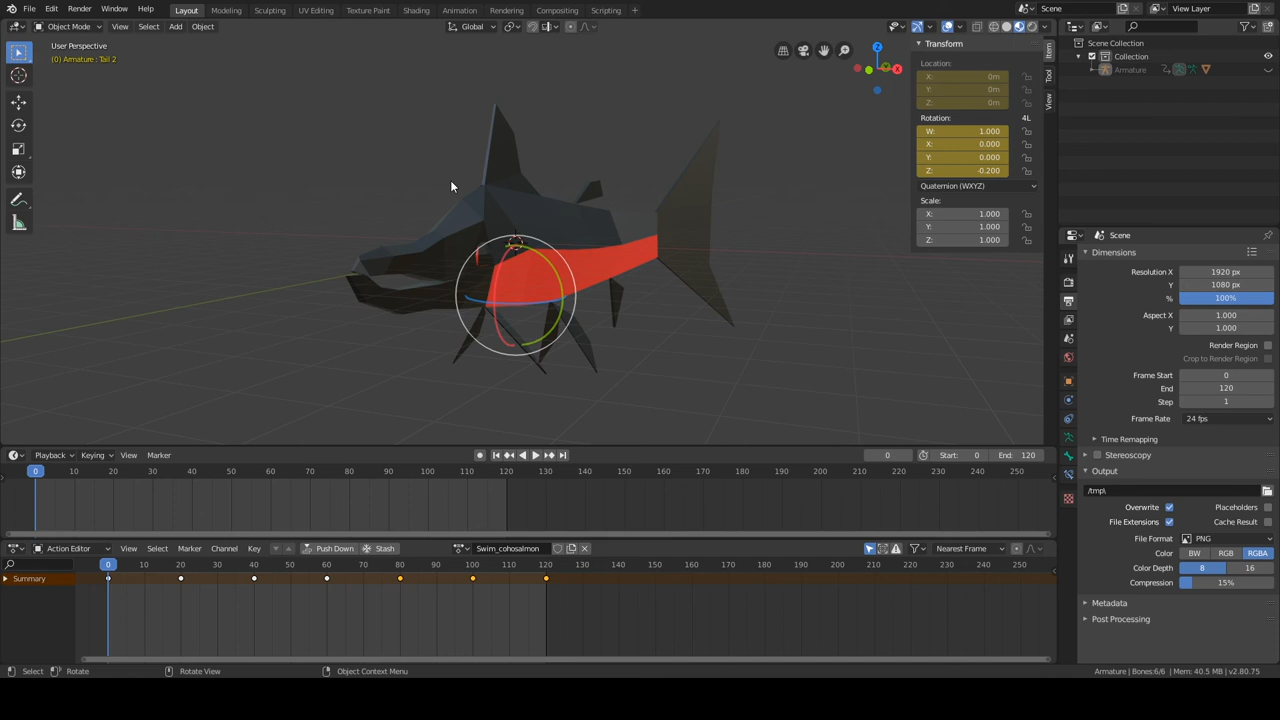 File Edit Render Window Help Layout Modeling Sculpting UV Editing Texture Paint Shading Animation Rendering Compositing Scripting + Scene View Layer
Object Mode View Select Add Object Global
User Perspective
(0) Armature : Tail 2
Z
Y
X
Transform
Location:
X: 0m
Y: 0m
Z: 0m
Rotation: 4L
W: 1.000
X: 0.000
Y: 0.000
Z: -0.200
Quaternion (WXYZ)
Scale:
X: 1.000
Y: 1.000
Z: 1.000
Item
Tool
View
Scene Collection
Collection
Armature
Scene
Dimensions
Resolution X 1920 px
Y 1080 px
% 100%
Aspect X 1.000
Y 1.000
Render Region
Crop to Render Region
Frame Start 0
End 120
Step 1
Frame Rate 24 fps
Time Remapping
Stereoscopy
Output
/tmp\
Overwrite Placeholders
File Extensions Cache Result
File Format PNG
Color BW RGB RGBA
Color Depth 8 16
Compression 15%
Metadata
Post Processing
Playback Keying View Marker 0 Start: 0 End: 120
0 10 20 30 40 50 60 70 80 90 100 110 120 130 140 150 160 170 180 190 200 210 220 230 240 250
Action Editor View Select Marker Channel Key Push Down Stash Swim_cohosalmon Nearest Frame
0 10 20 30 40 50 60 70 80 90 100 110 120 130 140 150 160 170 180 190 200 210 220 230 240 250
Summary
Select Rotate Rotate View Object Context Menu Armature | Bones:6/6 | Mem: 40.5 MB | v2.80.75